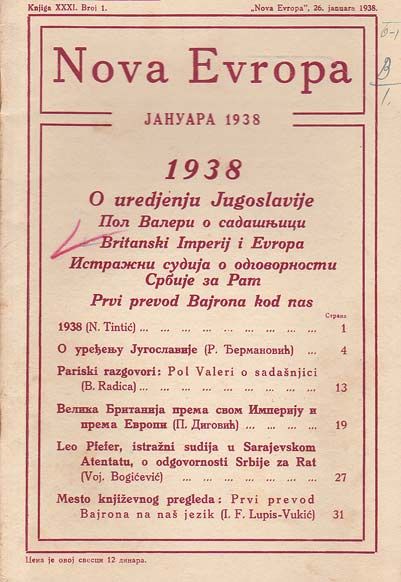 Knjiga XXXI. Broj 1.
„Nova Evropa", 26. januara 1938.
Nova Evropa
ЈАНУАРА 1938
1938
O uredjenju Jugoslavije
Пол Валери о садашњици
Britanski Imperij i Evropa
Истражни судија о одговорности
Србије за Рат
Prvi prevod Bajrona kod nas
Страна
1938 (N. Tintić) ... ... ... ... ... ... ... 1
О уређењу Југославије (Р. Ђермановић) ... 4
Pariski razgovori: Pol Valeri o sadašnjici
(B. Radica) ... ... ... ... ... ... ... 13
Велика Британија према свом Империју и
према Европи (П. Диговић) ... ... ... ... 19
Leo Pfefer, istražni sudija u Sarajevskom
Atentatu, o odgovornosti Srbije za Rat
(Voj. Bogićević) ... ... ... ... ... ... 27
Mesto književnog pregleda: Prvi prevod
Bajrona na naš jezik (I. F. Lupis-Vukić) ... 31
Цена је овој свесци 12 динара.